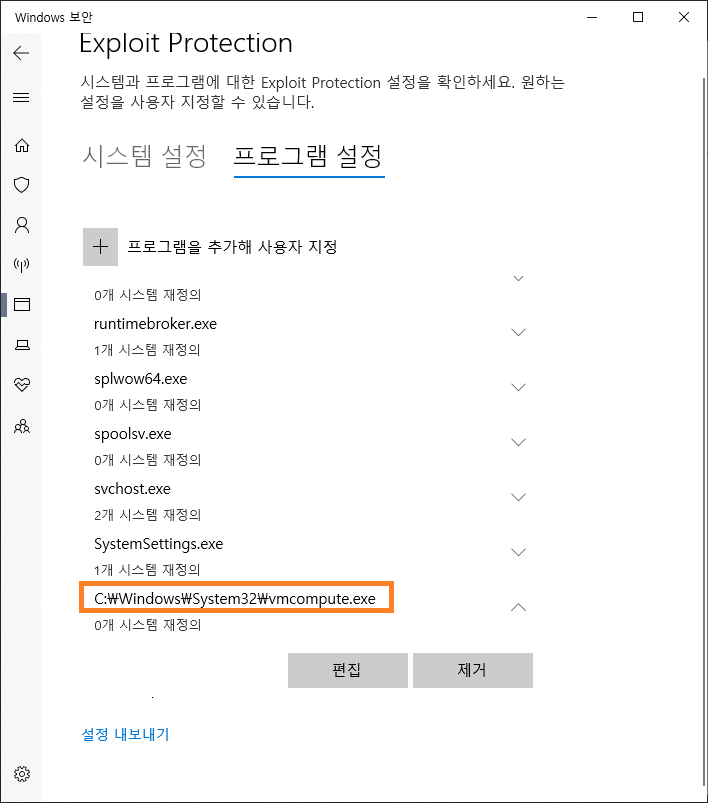 Windows 보안
Exploit Protection
시스템과 프로그램에 대한 Exploit Protection 설정을 확인하세요. 원하는
설정을 사용자 지정할 수 있습니다.
시스템 설정 프로그램 설정
프로그램을 추가해 사용자 지정
0개 시스템 재정의
runtimebroker.exe
1개 시스템 재정의
splwow64.exe
0개 시스템 재정의
spoolsv.exe
0개 시스템 재정의
svchost.exe
2개 시스템 재정의
SystemSettings.exe
1개 시스템 재정의
C:₩Windows₩System32₩vmcompute.exe
0개 시스템 재정의
편집 제거
설정 내보내기